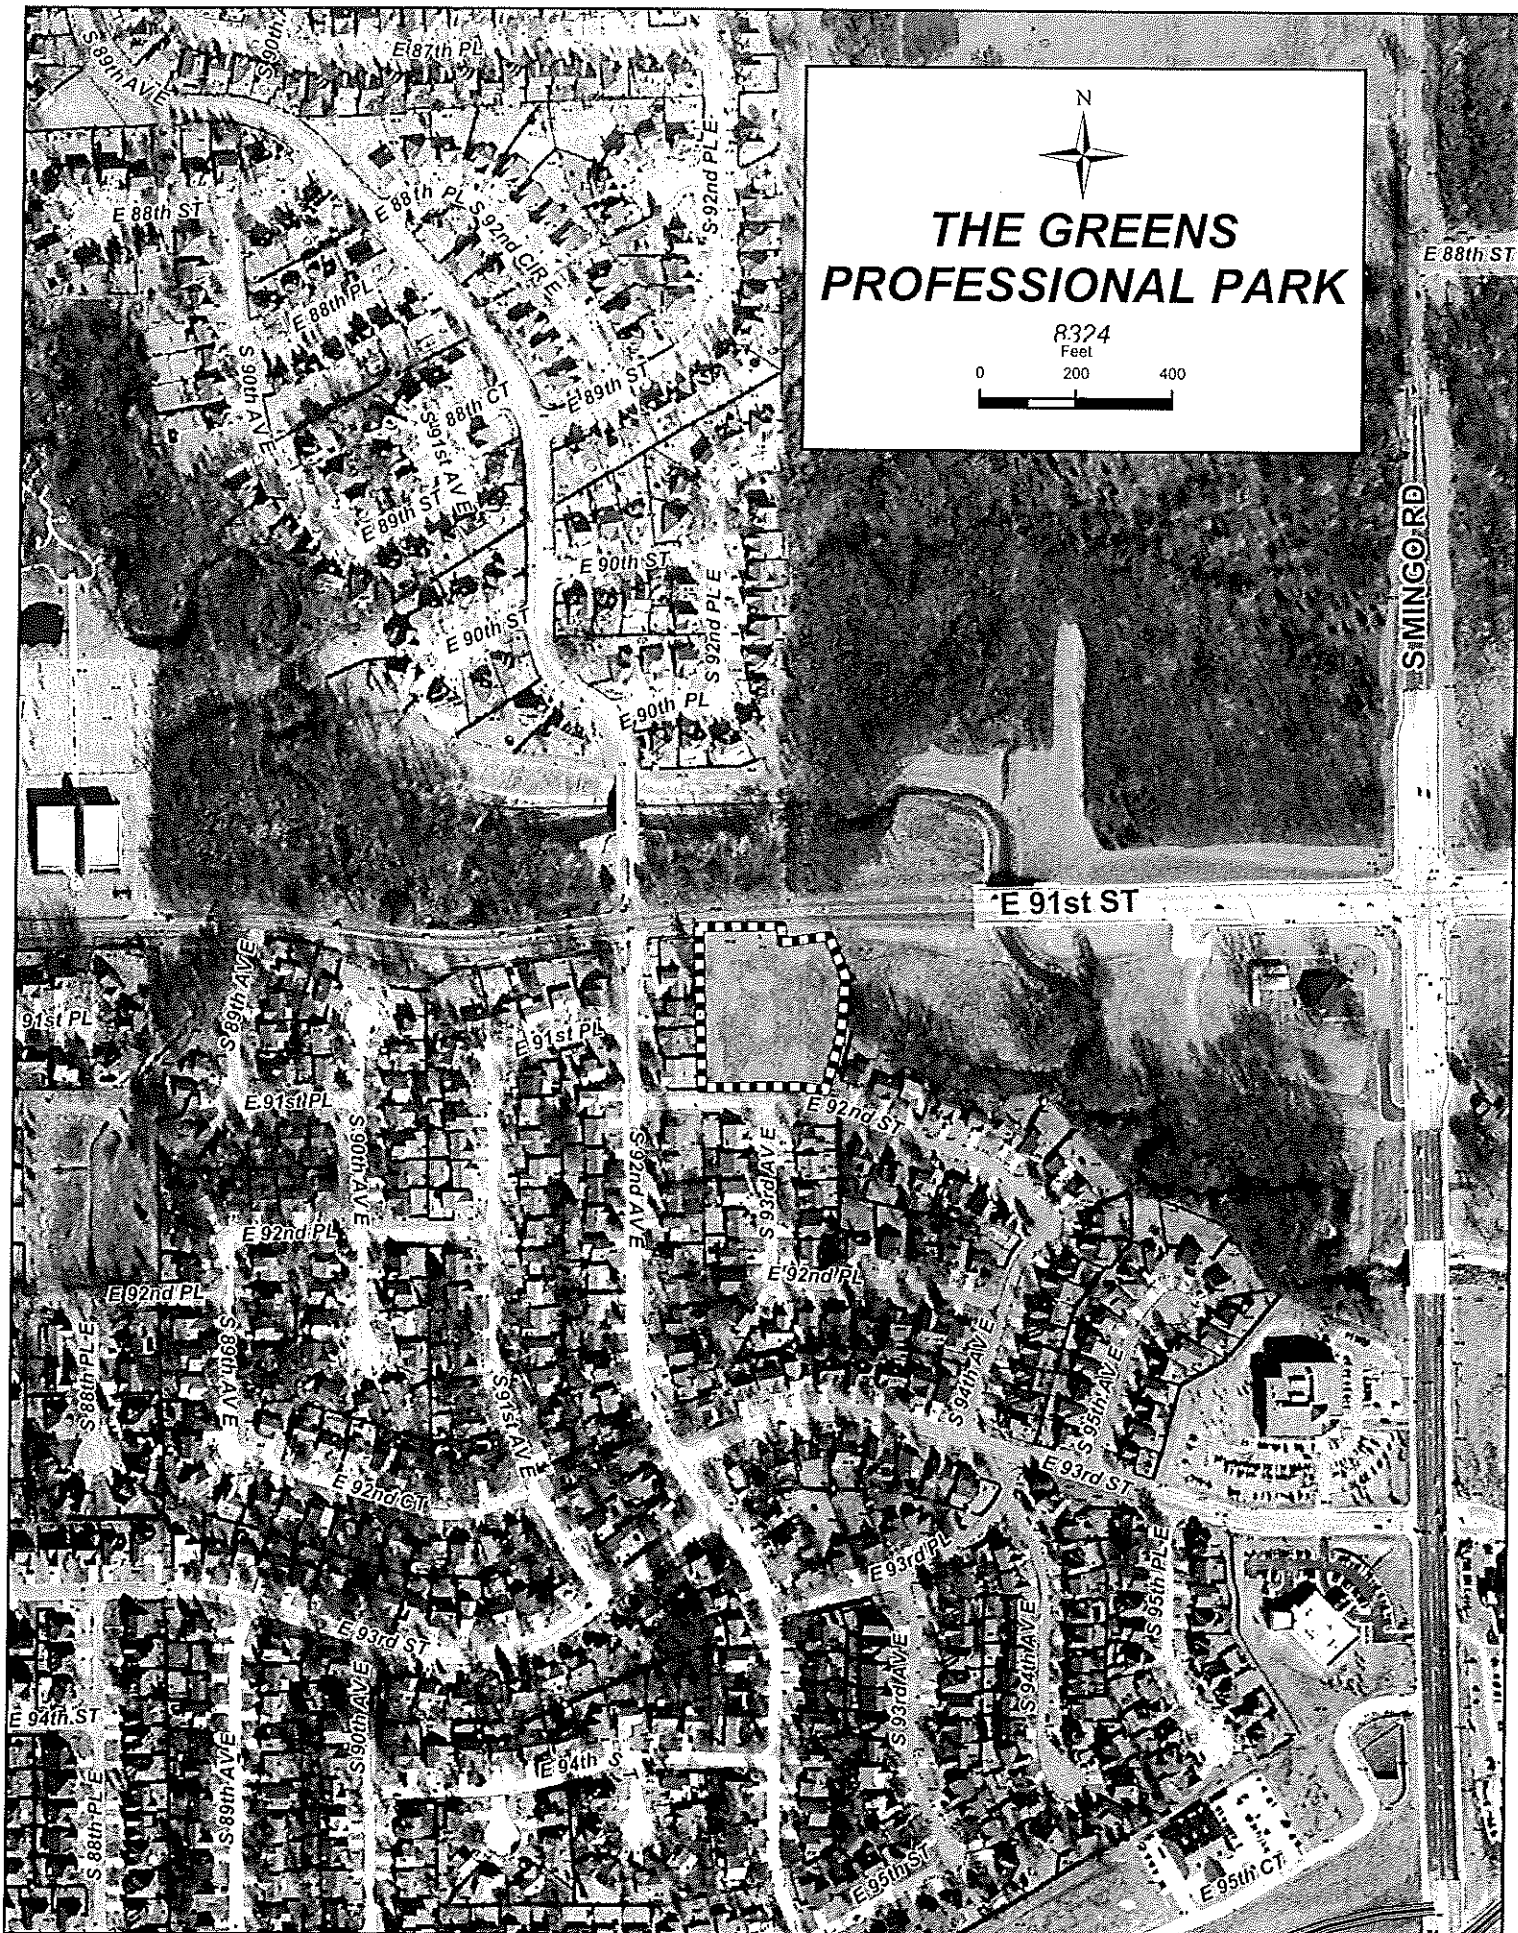 E 87th PL
S 90th
S 89th AVE
N
THE GREENS
PROFESSIONAL PARK
8324
Feet
0 200 400
S 92nd PL E
E 88th ST
E 88th PL
S 92nd CIR E
E 88th ST
E 88th PL
S 90th AVE
E 89th ST
88th CT
S 91st AVE
E 89th ST
S MINGO RD
E 90th ST
S 92nd PL E
E 90th ST
E 90th PL
E 91st ST
S 89th AVE
91st PL
E 91st PL
E 91st PL
E 92nd ST
S 90th AVE
S 92nd AVE
S 93rd AVE
E 92nd PL
E 92nd PL
E 92nd PL
S 88th PL E
S 89th AVE
S 91st AVE
S 94th AVE
S 95th AVE
E 93rd ST
E 92nd CT
E 93rd PL
S 95th PL E
E 93rd ST
S 94th AVE
S 93rd AVE
S 90th AVE
E 94th ST
S 89th AVE
S 88th PL E
E 94th ST
E 95th ST
E 95th CT